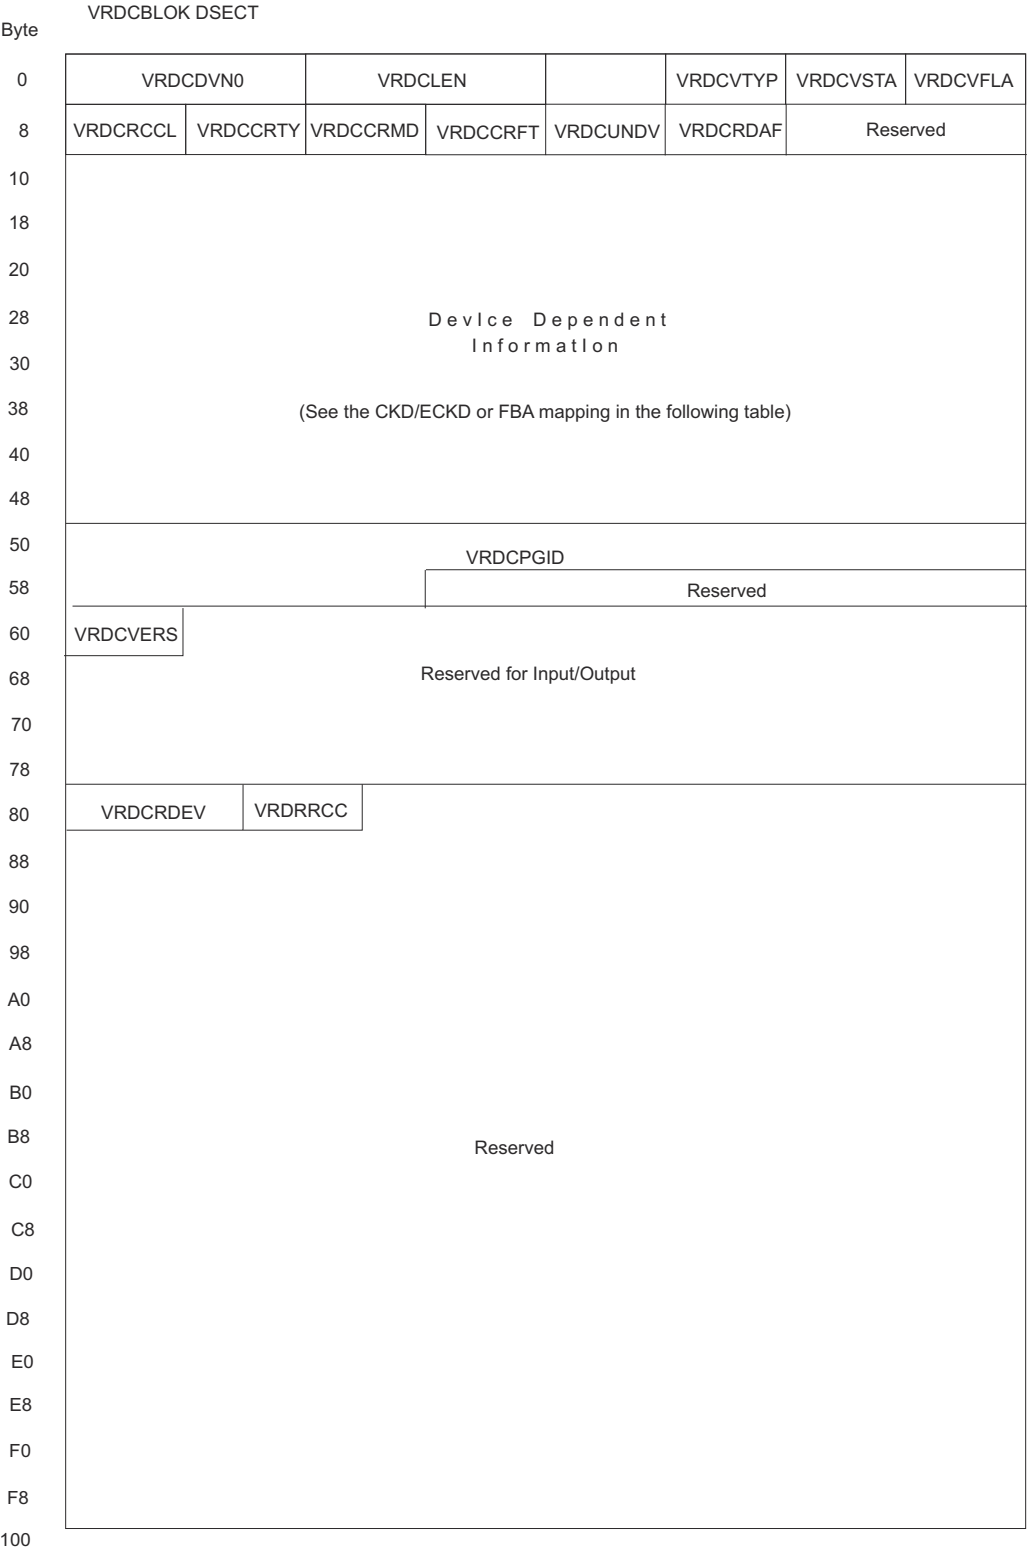 VRDCBLOK DSECT
Byte
0 VRDCDVN0 VRDCLEN VRDCVTYP VRDCVSTA VRDCVFLA
8 VRDCRCCL VRDCCRTY VRDCCRMD VRDCCRFT VRDCUNDV VRDCRDAF Reserved
10
18
20
28 DevIce Dependent
InformatIon
30
38 (See the CKD/ECKD or FBA mapping in the following table)
40
48
50 VRDCPGID
58 Reserved
60 VRDCVERS
68 Reserved for Input/Output
70
78
80 VRDCRDEV VRDRRCC
88
90
98
A0
A8
B0
B8 Reserved
C0
C8
D0
D8
E0
E8
F0
F8
100